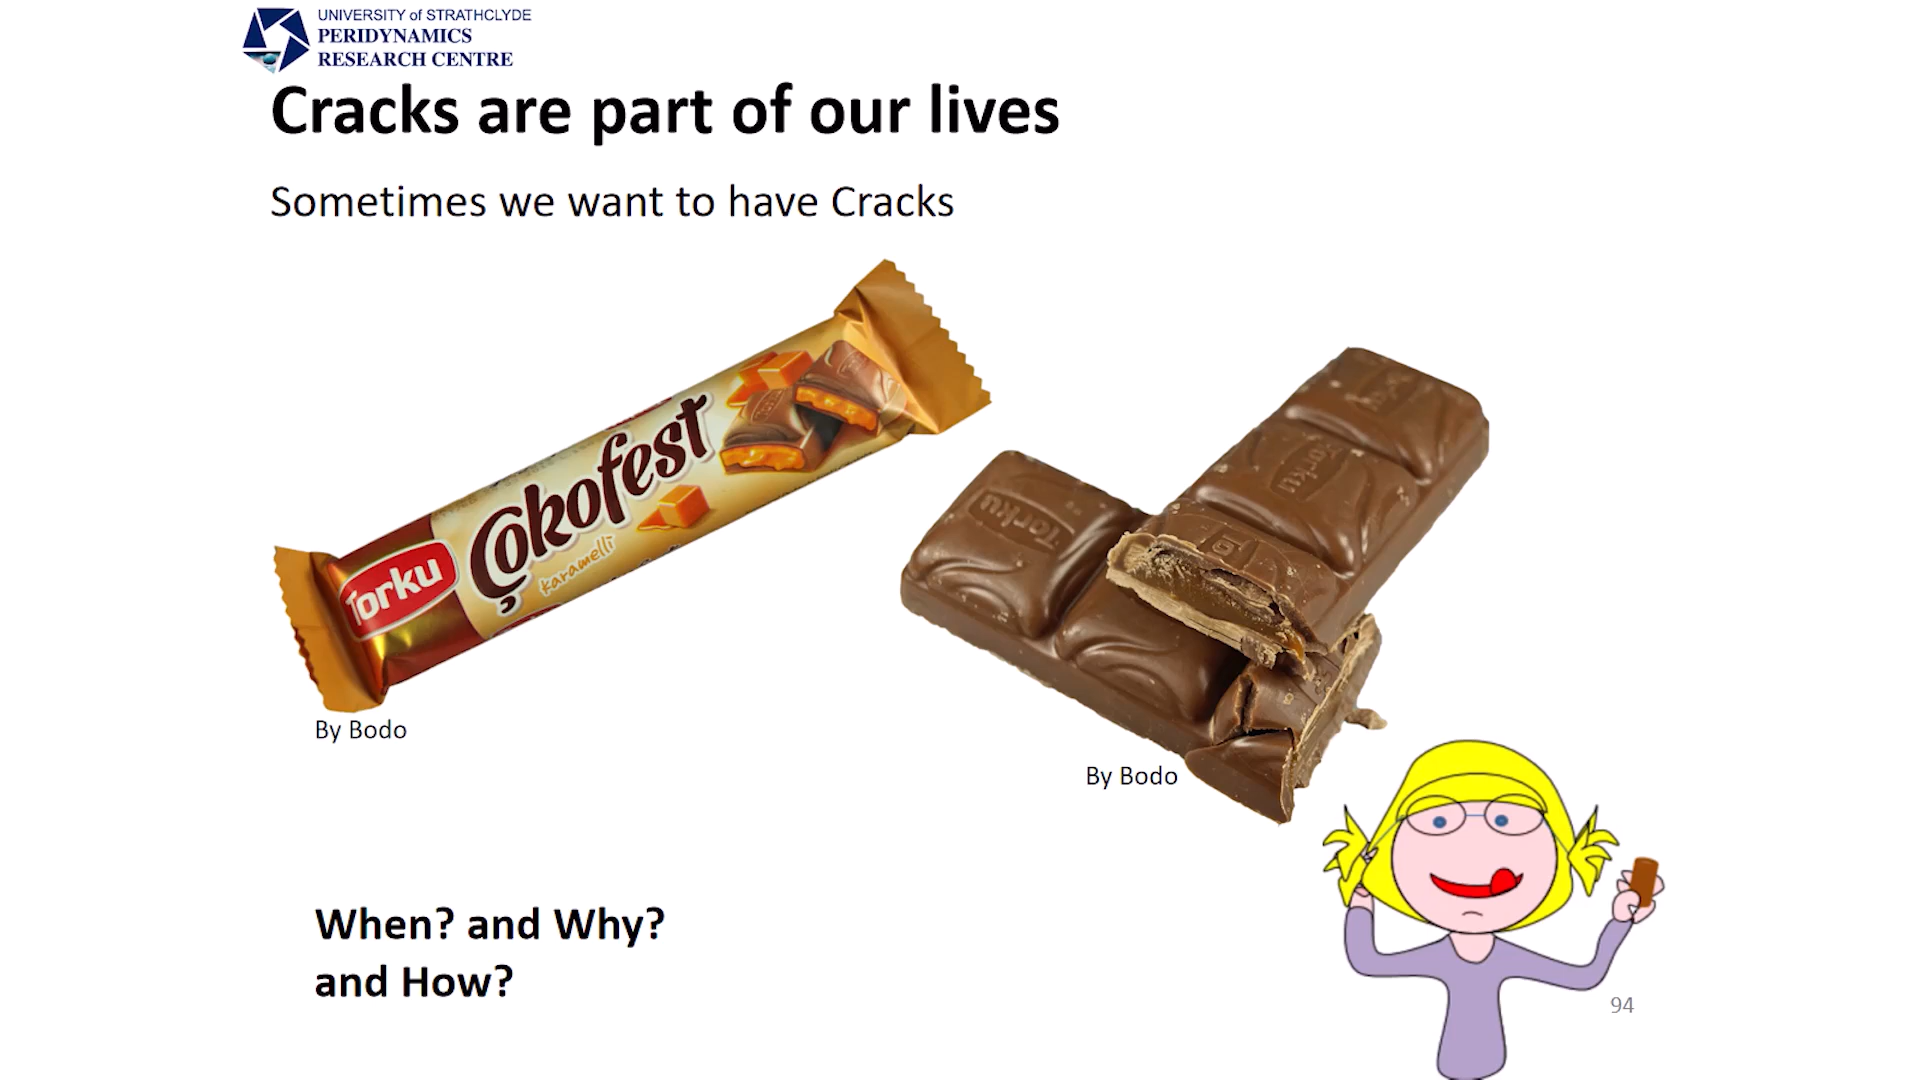 UNIVERSITY of STRATHCLYDE
PERIDYNAMICS
RESEARCH CENTRE
Cracks are part of our lives
Sometimes we want to have Cracks
Torku
Çokofest
karamelli
Torku
Torku
By Bodo
By Bodo
When? and Why?
and How?
94